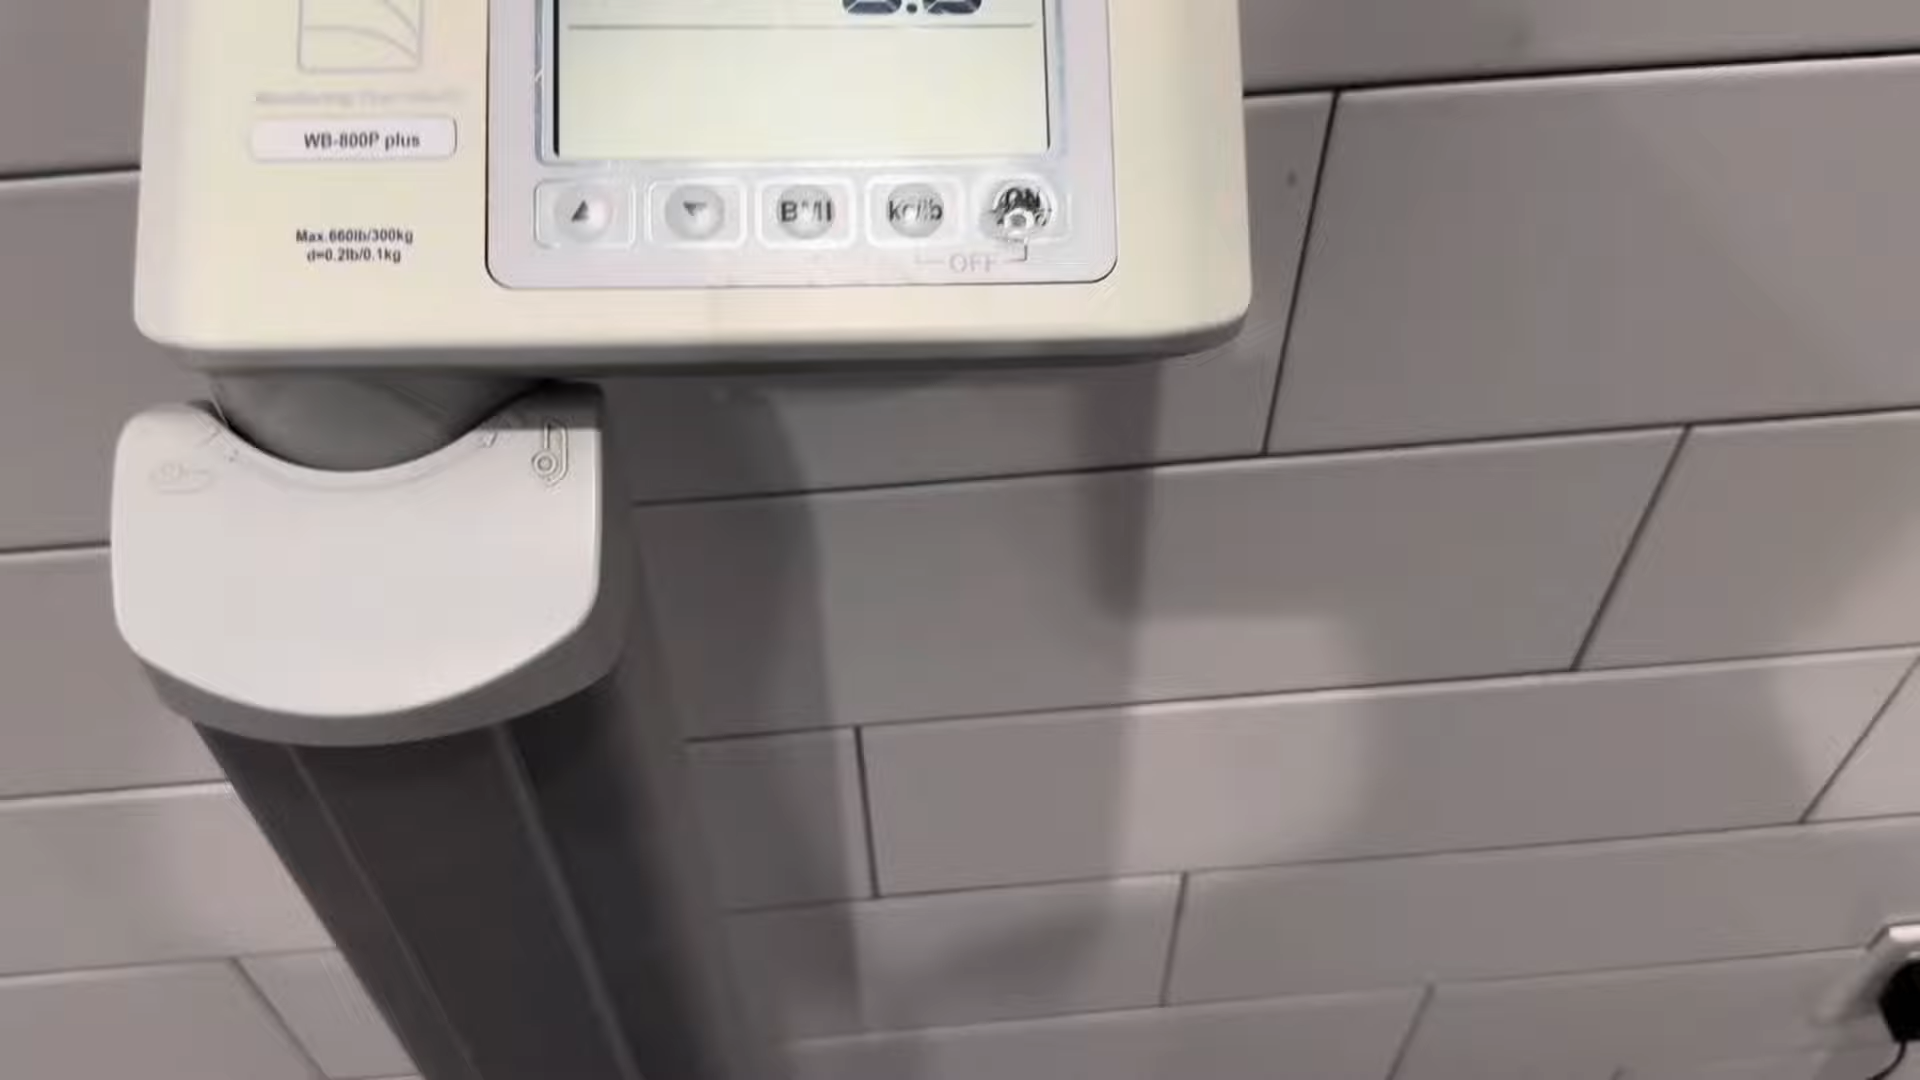 WB-800P plus
BMI
kg/lb
ON
Max.660lb/300kg
d=0.2lb/0.1kg
OFF